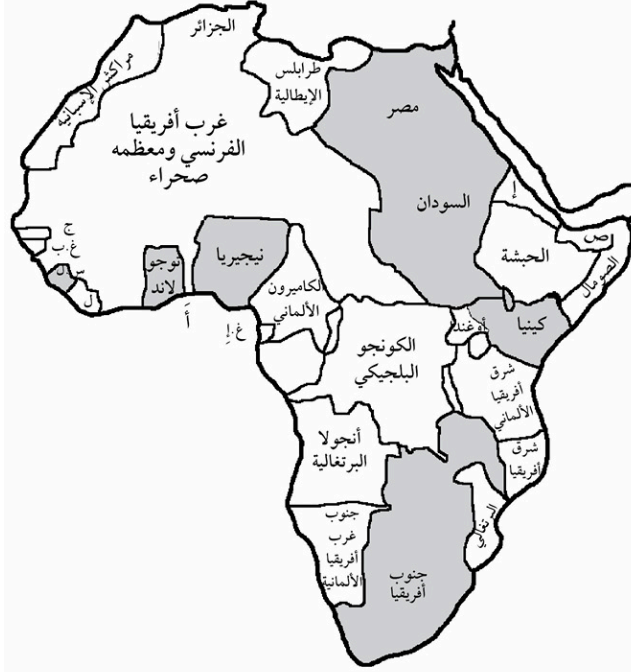 الجزائر
مراكش الإسبانية
طرابلس
الإيطالية
مصر
غرب أفريقيا
الفرنسي ومعظمه
صحراء
السودان
إ
ص
الصومال
الحبشة
ج
غ.ب
س.ل
ل
توجو
لاند
نيجيريا
أ
الكاميرون
الألماني
غ.إ
أوغندا
كينيا
الكونجو
البلجيكي
شرق
أفريقيا
الألماني
أنجولا
البرتغالية
شرق
أفريقيا
البرتغالي
جنوب
غرب
أفريقيا
الألمانية
جنوب
أفريقيا